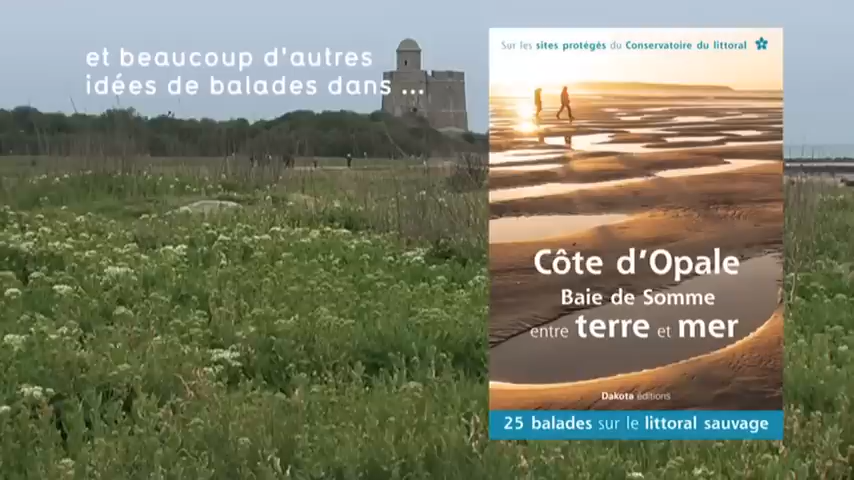 et beaucoup d'autres
idées de balades dans ...
Sur les sites protégés du Conservatoire du littoral
Côte d'Opale
Baie de Somme
entre terre et mer
Dakota éditions
25 balades sur le littoral sauvage